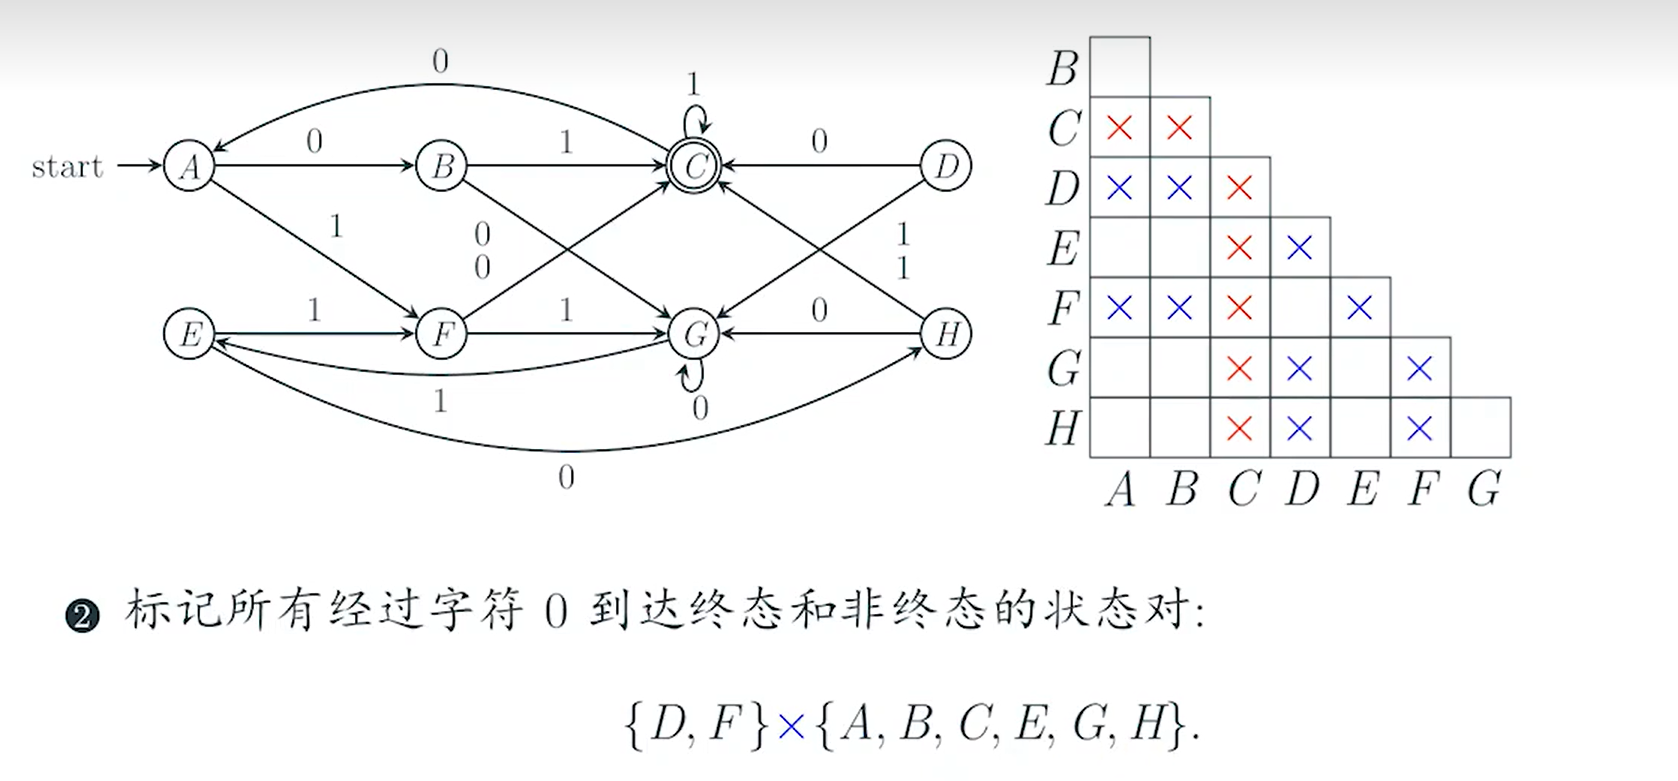 0
1
start A 0 B 1 C 0 D
1 0 1
0 1
E 1 F 1 G 0 H
1 0
0
B
C × ×
D × × ×
E × ×
F × × × ×
G × × ×
H × × ×
A B C D E F G
❷ 标记所有经过字符 0 到达终态和非终态的状态对:
{D, F}×{A, B, C, E, G, H}.